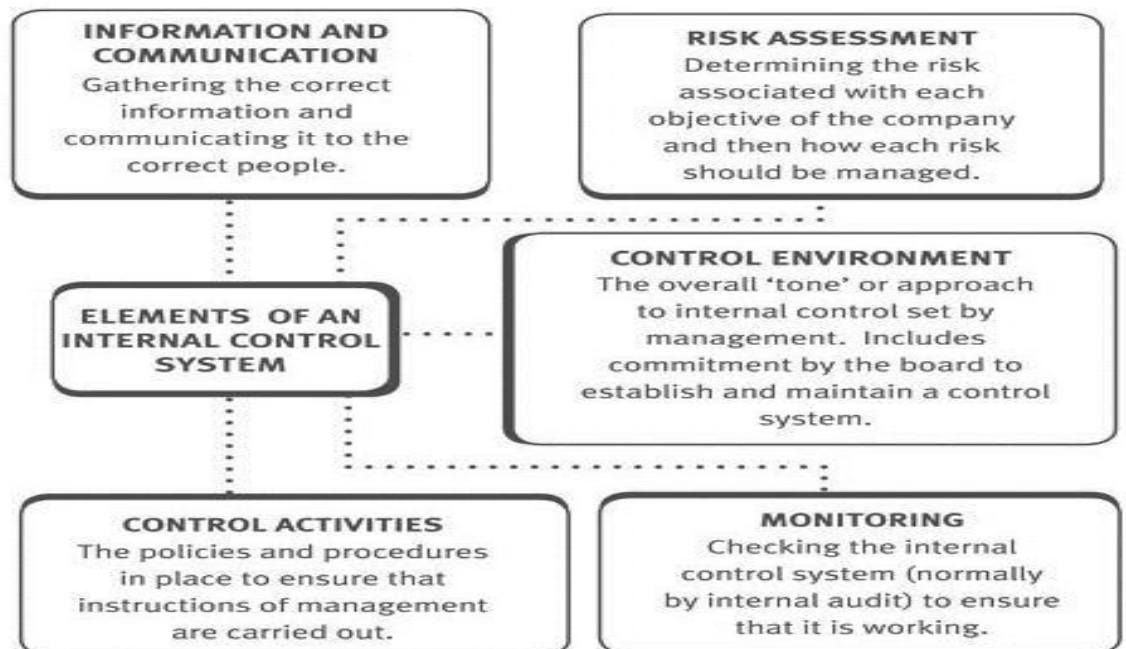 INFORMATION AND
COMMUNICATION
Gathering the correct
information and
communicating it to the
correct people.
RISK ASSESSMENT
Determining the risk
associated with each
objective of the company
and then how each risk
should be managed.
ELEMENTS OF AN
INTERNAL CONTROL
SYSTEM
CONTROL ENVIRONMENT
The overall ‘tone’ or approach
to internal control set by
management. Includes
commitment by the board to
establish and maintain a control
system.
CONTROL ACTIVITIES
The policies and procedures
in place to ensure that
instructions of management
are carried out.
MONITORING
Checking the internal
control system (normally
by internal audit) to ensure
that it is working.